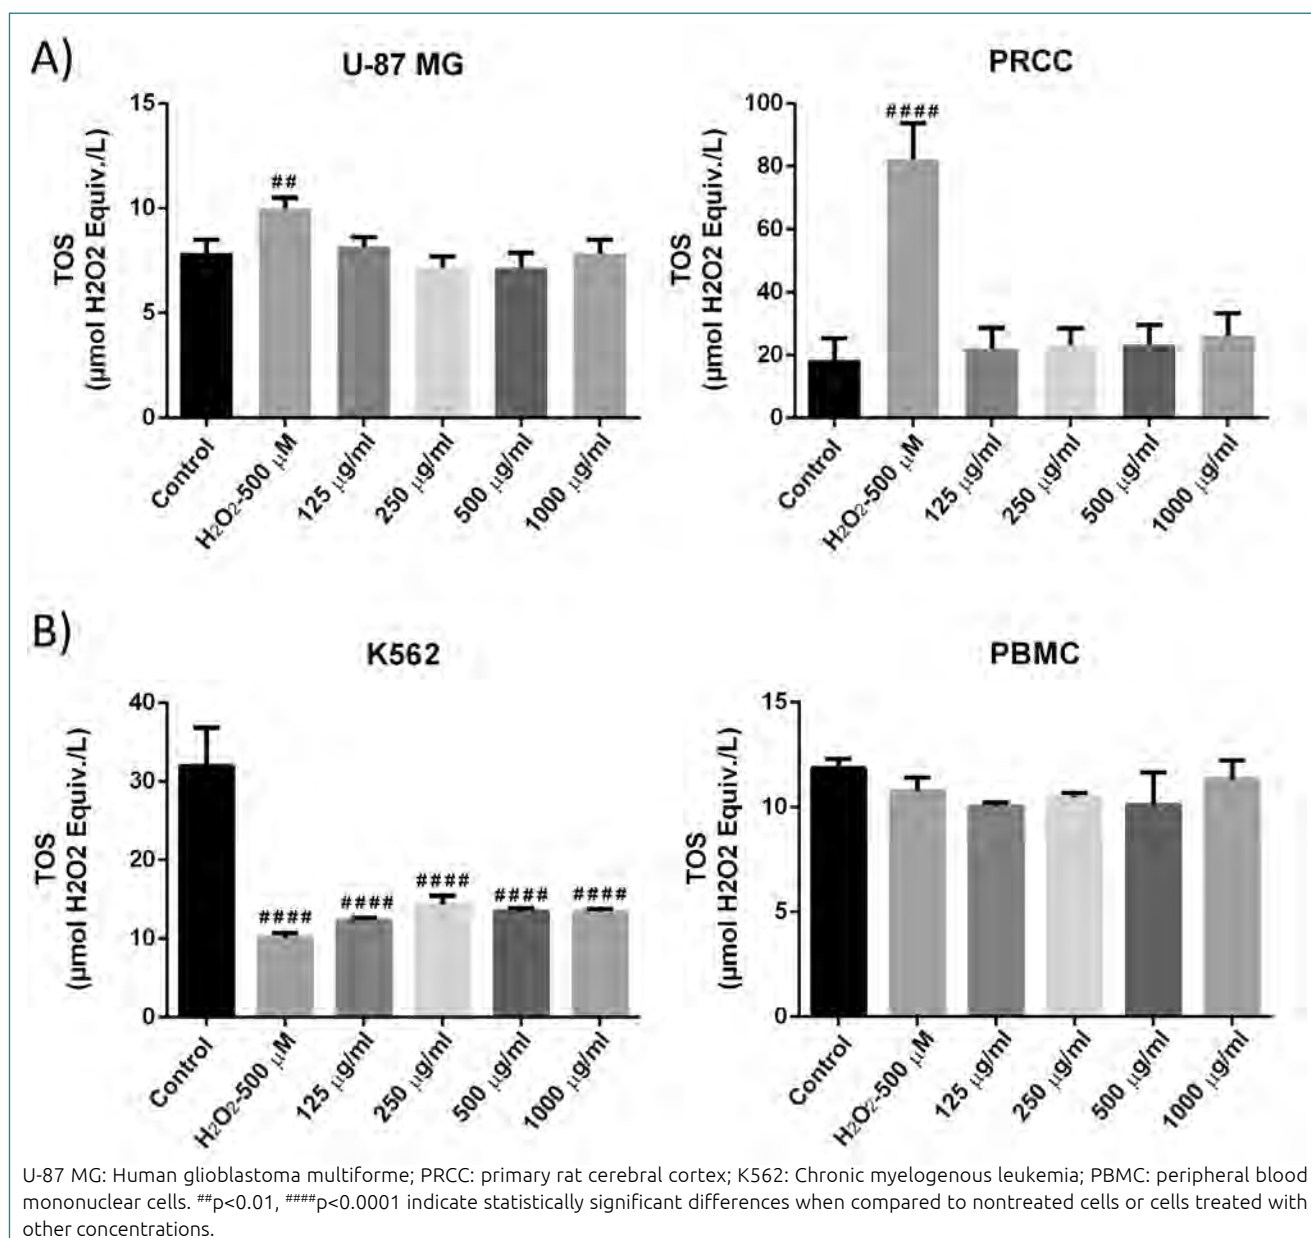 A)
U-87 MG
TOS
(µmol H2O2 Equiv./L)
15
10
5
0
##
Control
H₂O₂-500 µM
125 µg/ml
250 µg/ml
500 µg/ml
1000 µg/ml
PRCC
TOS
(µmol H2O2 Equiv./L)
100
80
60
40
20
0
####
Control
H₂O₂-500 µM
125 µg/ml
250 µg/ml
500 µg/ml
1000 µg/ml
B)
K562
TOS
(µmol H2O2 Equiv./L)
40
30
20
10
0
####
####
####
####
####
Control
H₂O₂-500 µM
125 µg/ml
250 µg/ml
500 µg/ml
1000 µg/ml
PBMC
TOS
(µmol H2O2 Equiv./L)
15
10
5
0
Control
H₂O₂-500 µM
125 µg/ml
250 µg/ml
500 µg/ml
1000 µg/ml
U-87 MG: Human glioblastoma multiforme; PRCC: primary rat cerebral cortex; K562: Chronic myelogenous leukemia; PBMC: peripheral blood
mononuclear cells. ##p<0.01, ####p<0.0001 indicate statistically significant differences when compared to nontreated cells or cells treated with
other concentrations.